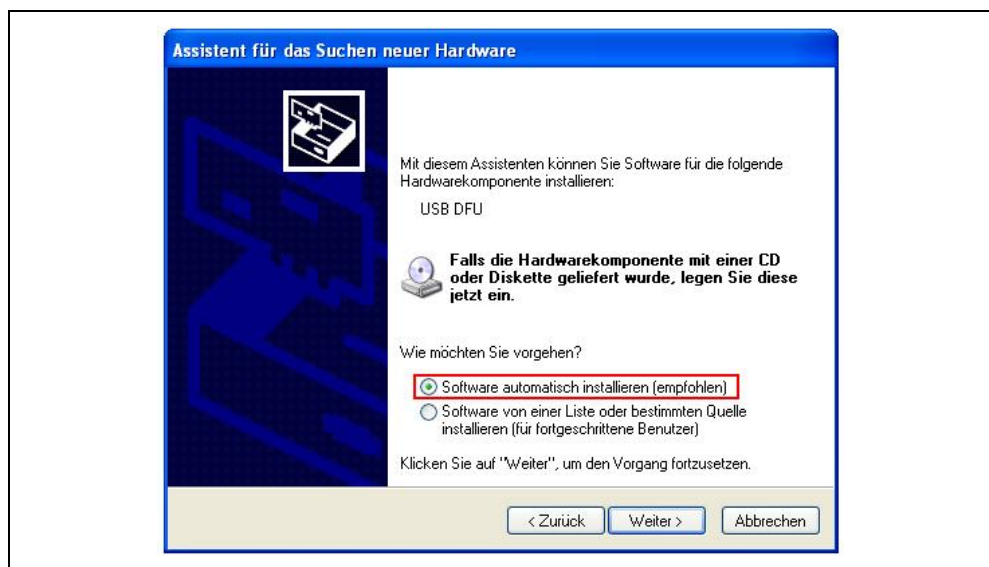 Assistent für das Suchen neuer Hardware
Mit diesem Assistenten können Sie Software für die folgende
Hardwarekomponente installieren:
USB DFU
Falls die Hardwarekomponente mit einer CD
oder Diskette geliefert wurde, legen Sie diese
jetzt ein.
Wie möchten Sie vorgehen?
Software automatisch installieren (empfohlen)
Software von einer Liste oder bestimmten Quelle
installieren (für fortgeschrittene Benutzer)
Klicken Sie auf "Weiter", um den Vorgang fortzusetzen.
< Zurück Weiter > Abbrechen